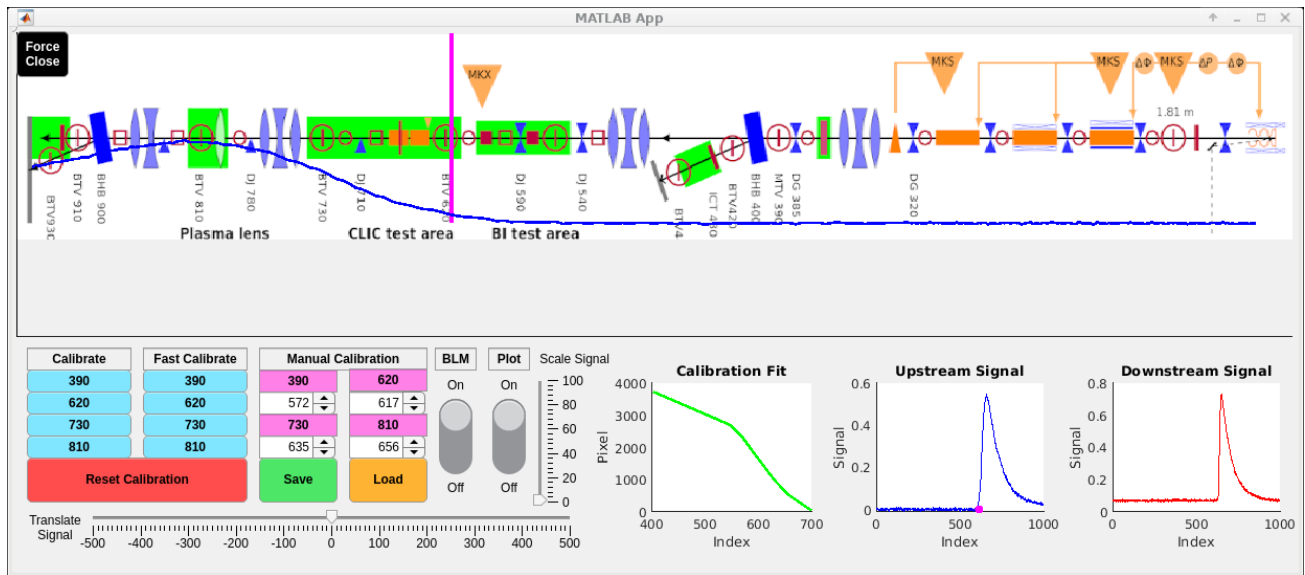 MATLAB App
Force
Close
MKX
MKS
MKS
ΔΦ
MKS
ΔP
ΔΦ
1.81 m
BTV930
BTV 910
BHB 900
BTV 810
DJ 780
BTV 730
DJ 710
DJ 590
DJ 540
ICT 480
BTV420
BHB 400
MTV 390
DG 385
DG 320
Plasma lens
CLIC test area
BI test area
Calibrate
Fast Calibrate
Manual Calibration
BLM
Plot
Scale Signal
390
390
390
620
On
On
100
80
60
40
20
0
620
620
572
617
730
730
730
810
810
810
635
656
Reset Calibration
Save
Load
Off
Off
Translate
Signal
-500 -400 -300 -200 -100 0 100 200 300 400 500
Calibration Fit
4000
3000
2000
1000
0
Pixel
400 500 600 700
Index
Upstream Signal
0.6
0.4
0.2
0
Signal
0 500 1000
Index
Downstream Signal
0.8
0.6
0.4
0.2
0
Signal
0 500 1000
Index